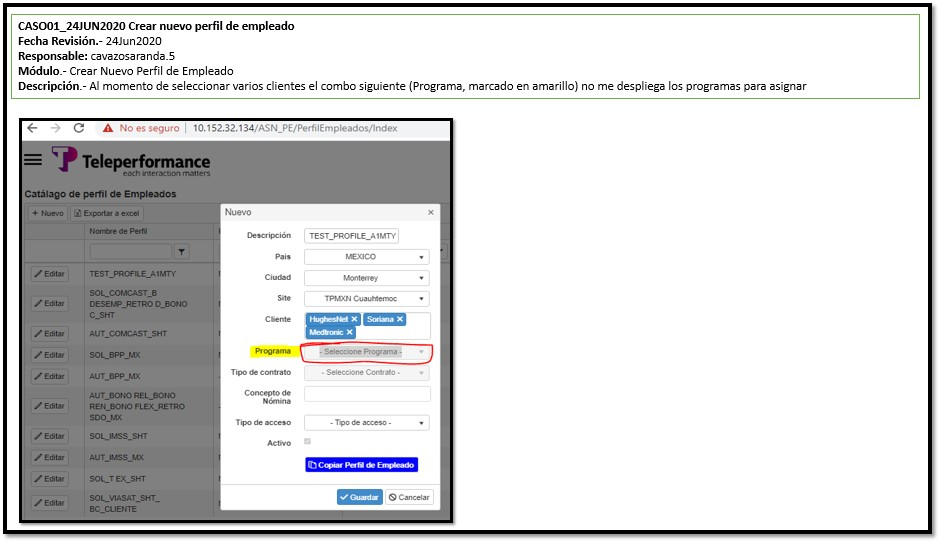 CASO01_24JUN2020 Crear nuevo perfil de empleado
Fecha Revisión.- 24Jun2020
Responsable: cavazosaranda.5
Módulo.- Crear Nuevo Perfil de Empleado
Descripción.- Al momento de seleccionar varios clientes el combo siguiente (Programa, marcado en amarillo) no me despliega los programas para asignar
No es seguro 10.152.32.134/ASN_PE/PerfilEmpleados/Index
Teleperformance
each interaction matters
Catálago de perfil de Empleados
+ Nuevo Exportar a excel
Nombre de Perfil
Editar TEST_PROFILE_A1MTY
Editar SOL_COMCAST_B
DESEMP_RETRO D_BONO
C_SHT
Editar AUT_COMCAST_SHT
Editar SOL_BPP_MX
Editar AUT_BPP_MX
Editar AUT_BONO REL_BONO
REN_BONO FLEX_RETRO
SDO_MX
Editar SOL_IMSS_SHT
Editar AUT_IMSS_MX
Editar SOL_T EX_SHT
Editar SOL_VIASAT_SHT_
BC_CLIENTE
Nuevo ×
Descripción TEST_PROFILE_A1MTY
Pais MEXICO
Ciudad Monterrey
Site TPMXN Cuauhtemoc
Cliente HughesNet × Soriana ×
Medtronic ×
Programa - Seleccione Programa -
Tipo de contrato - Seleccione Contrato -
Concepto de
Nómina
Tipo de acceso - Tipo de acceso -
Activo
Copiar Perfil de Empleado
Guardar Cancelar